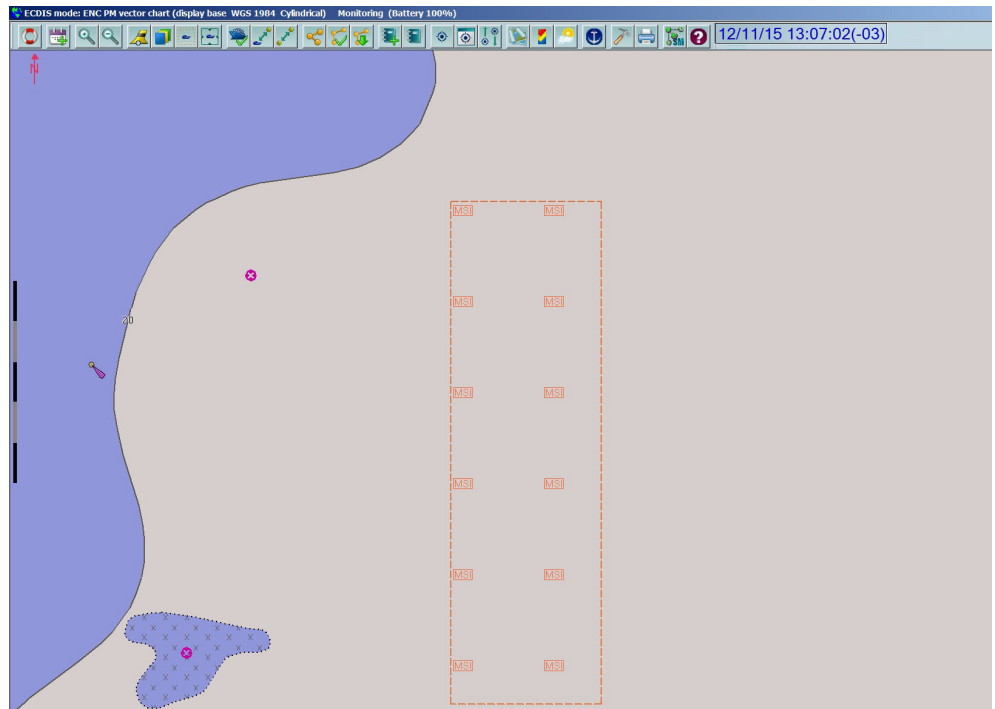 ECDIS mode: ENC PM vector chart (display base WGS 1984 Cylindrical) Monitoring (Battery 100%)
SM ? 12/11/15 13:07:02(-03)
N
MSI MSI
MSI MSI
20
MSI MSI
MSI MSI
MSI MSI
MSI MSI